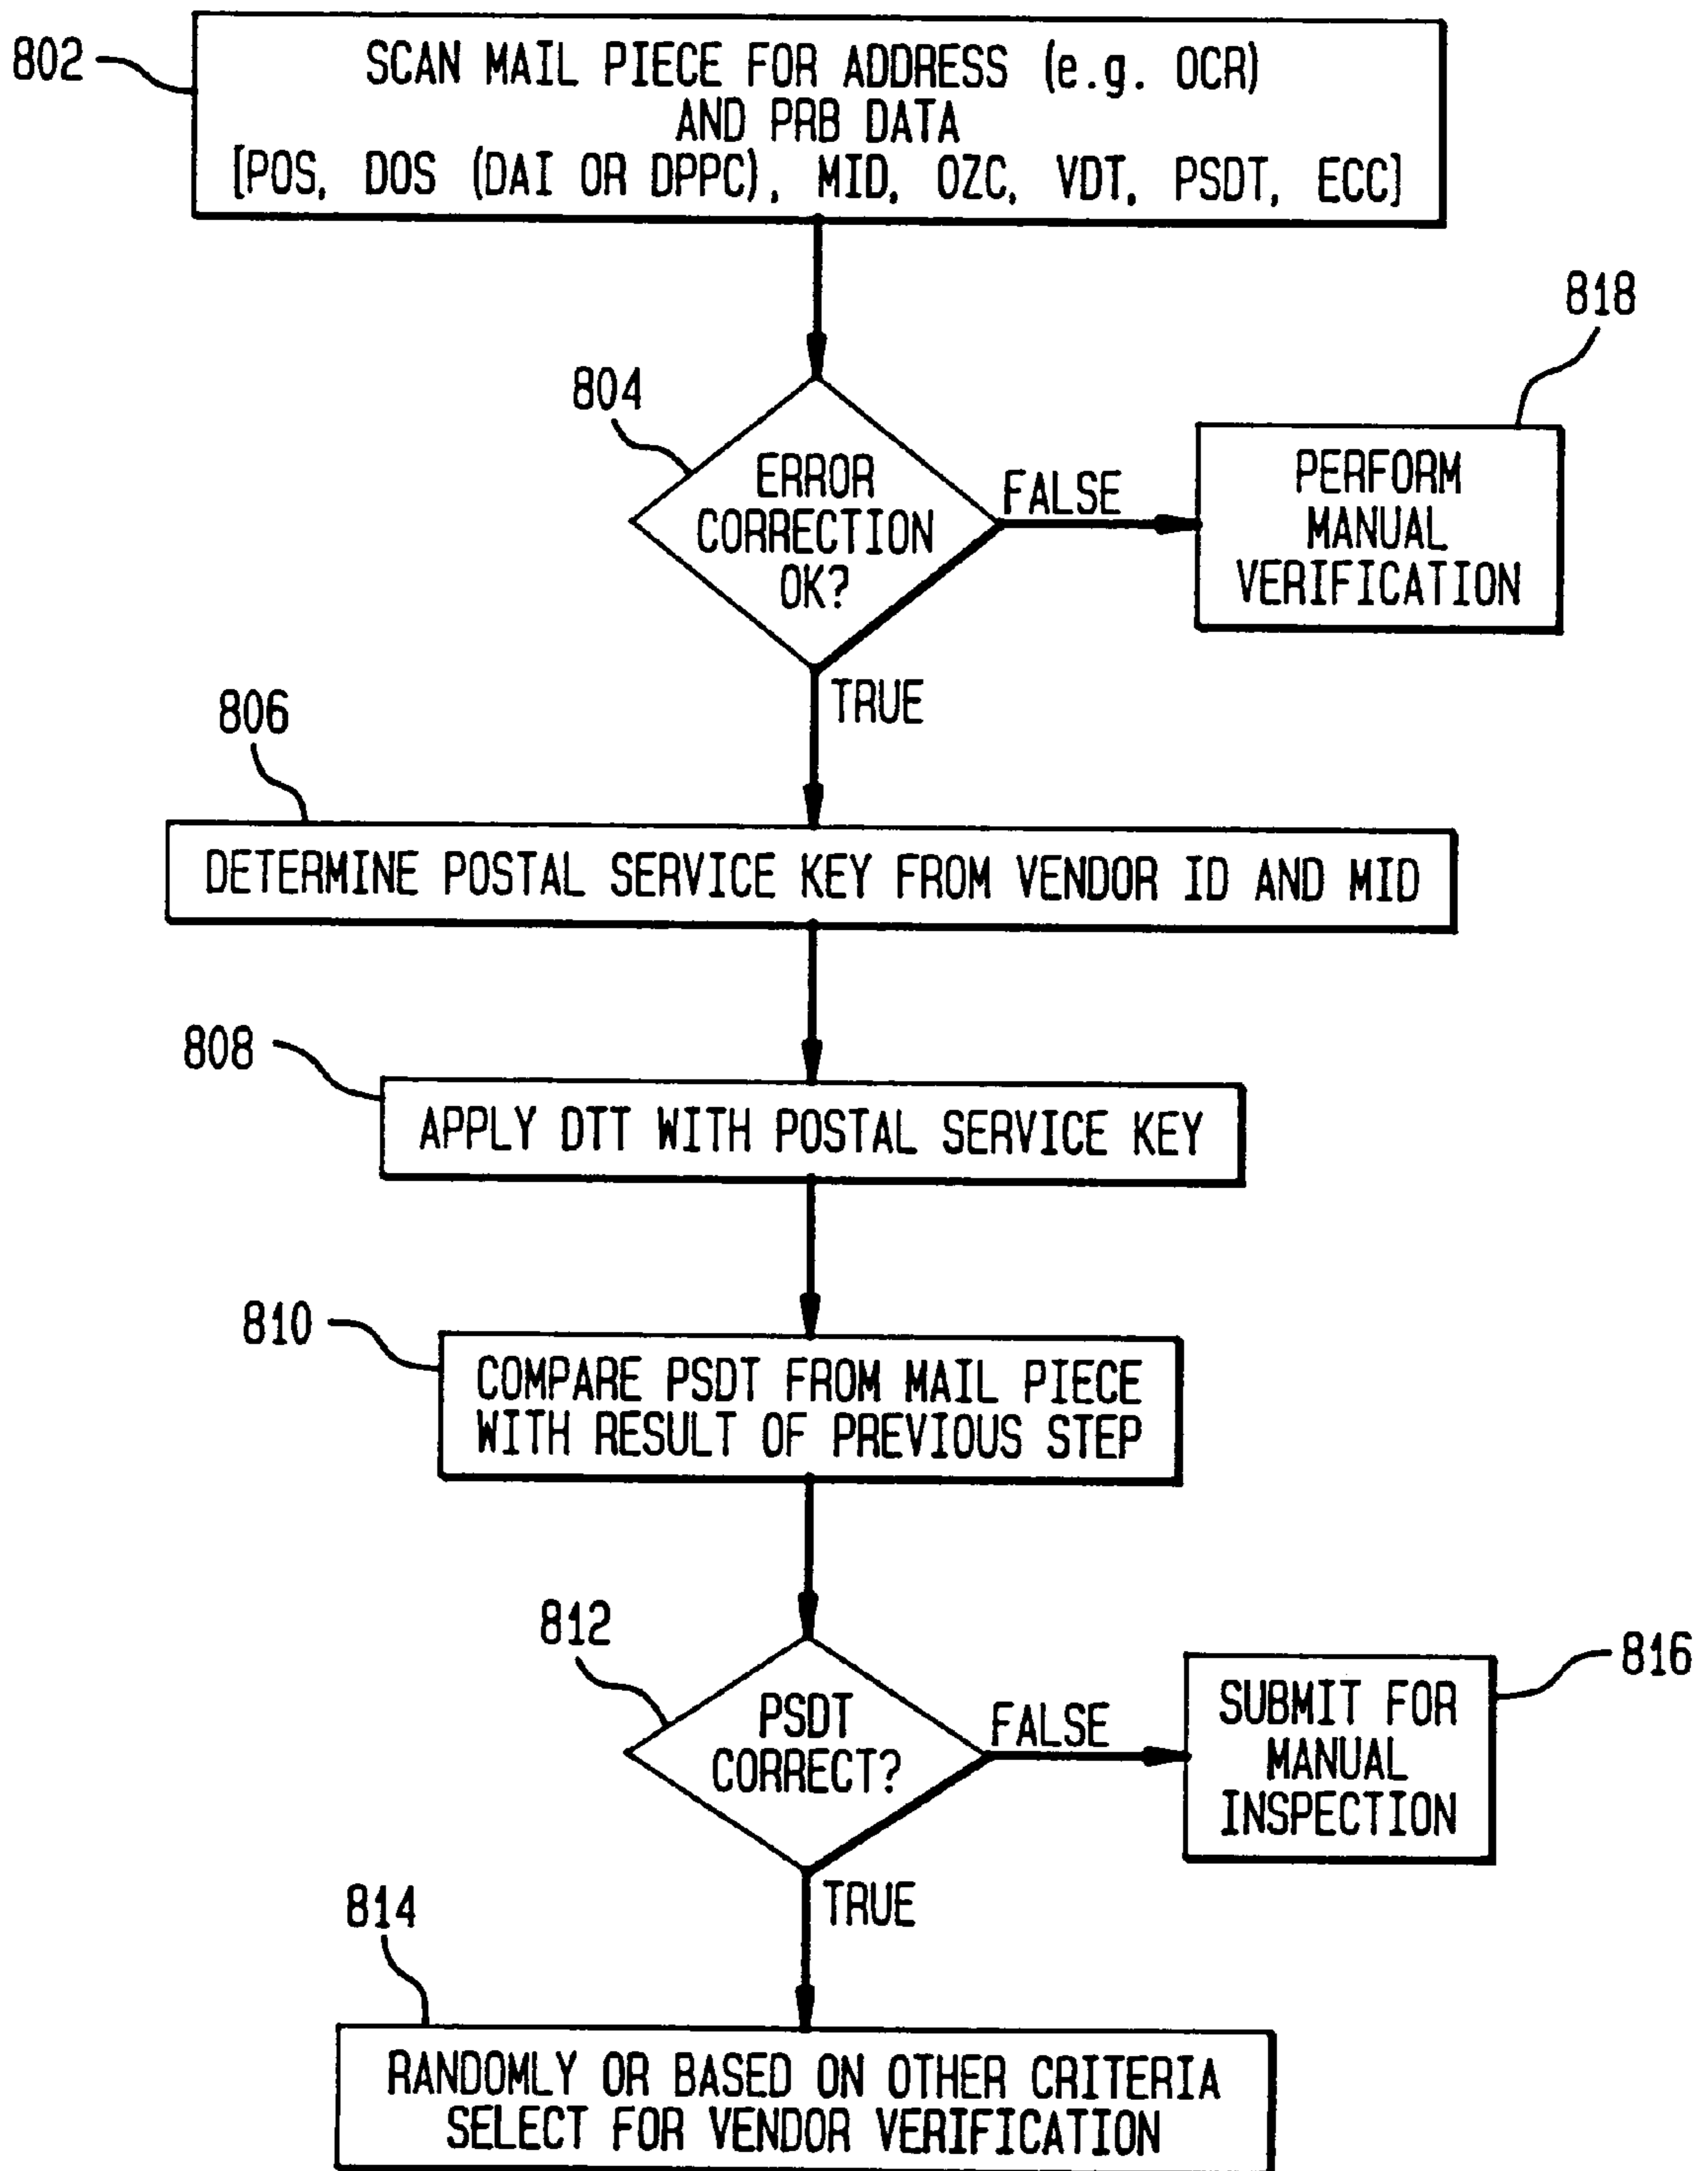 802
SCAN MAIL PIECE FOR ADDRESS (e.g. OCR)
AND PRB DATA
[POS, DOS (DAI OR DPPC), MID, OZC, VDT, PSDT, ECC]
818
804
ERROR
CORRECTION
OK?
FALSE
PERFORM
MANUAL
VERIFICATION
TRUE
806
DETERMINE POSTAL SERVICE KEY FROM VENDOR ID AND MID
808
APPLY DTT WITH POSTAL SERVICE KEY
810
COMPARE PSDT FROM MAIL PIECE
WITH RESULT OF PREVIOUS STEP
812
PSDT
CORRECT?
FALSE
816
SUBMIT FOR
MANUAL
INSPECTION
TRUE
814
RANDOMLY OR BASED ON OTHER CRITERIA
SELECT FOR VENDOR VERIFICATION